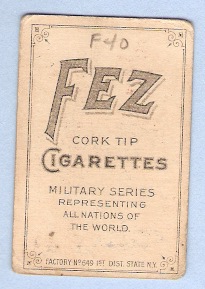 F40
FEZ
CORK TIP
CIGARETTES
MILITARY SERIES
REPRESENTING
ALL NATIONS OF
THE WORLD.
FACTORY Nº 649 1ST DIST. STATE N.Y.